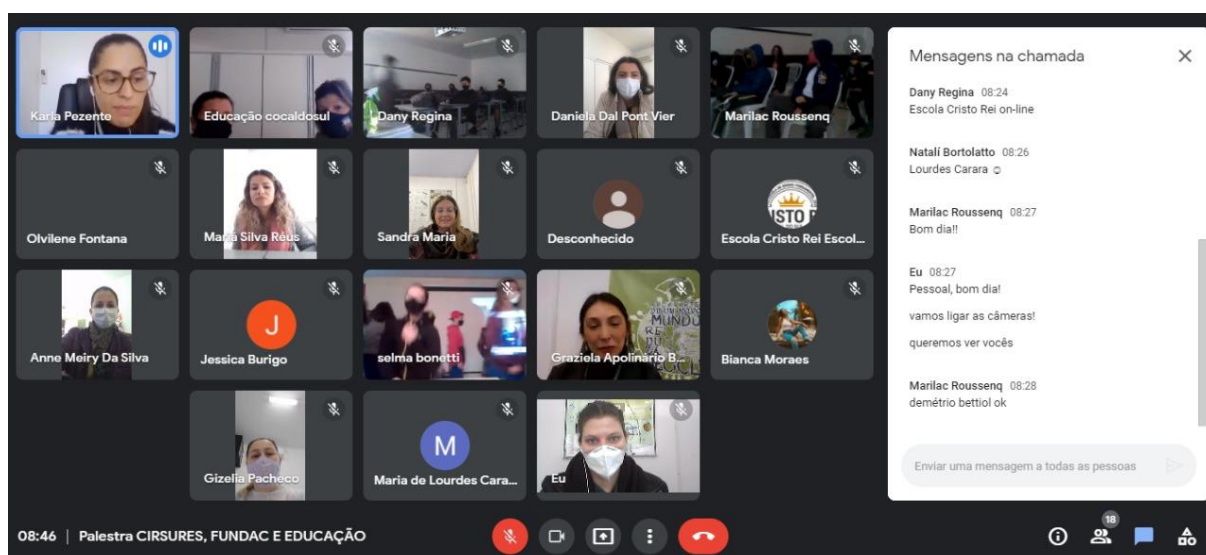 Karla Pezente
Educação cocaldosul
Dany Regina
Daniela Dal Pont Vier
Marilac Roussenq
Olvilene Fontana
Maria Silva Réus
Sandra Maria
Desconhecido
ISTO
Escola Cristo Rei Escol...
Anne Meiry Da Silva
J
Jessica Burigo
selma bonetti
MUNDO
RE
DU
Graziela Apolinário B...
Bianca Moraes
Gizelia Pacheco
M
Maria de Lourdes Cara...
Eu
Mensagens na chamada
Dany Regina 08:24
Escola Cristo Rei on-line
Natalí Bortolatto 08:26
Lourdes Carara ☺
Marilac Roussenq 08:27
Bom dia!!
Eu 08:27
Pessoal, bom dia!
vamos ligar as câmeras!
queremos ver vocês
Marilac Roussenq 08:28
demétrio bettiol ok
Enviar uma mensagem a todas as pessoas
08:46 | Palestra CIRSURES, FUNDAC E EDUCAÇÃO
18